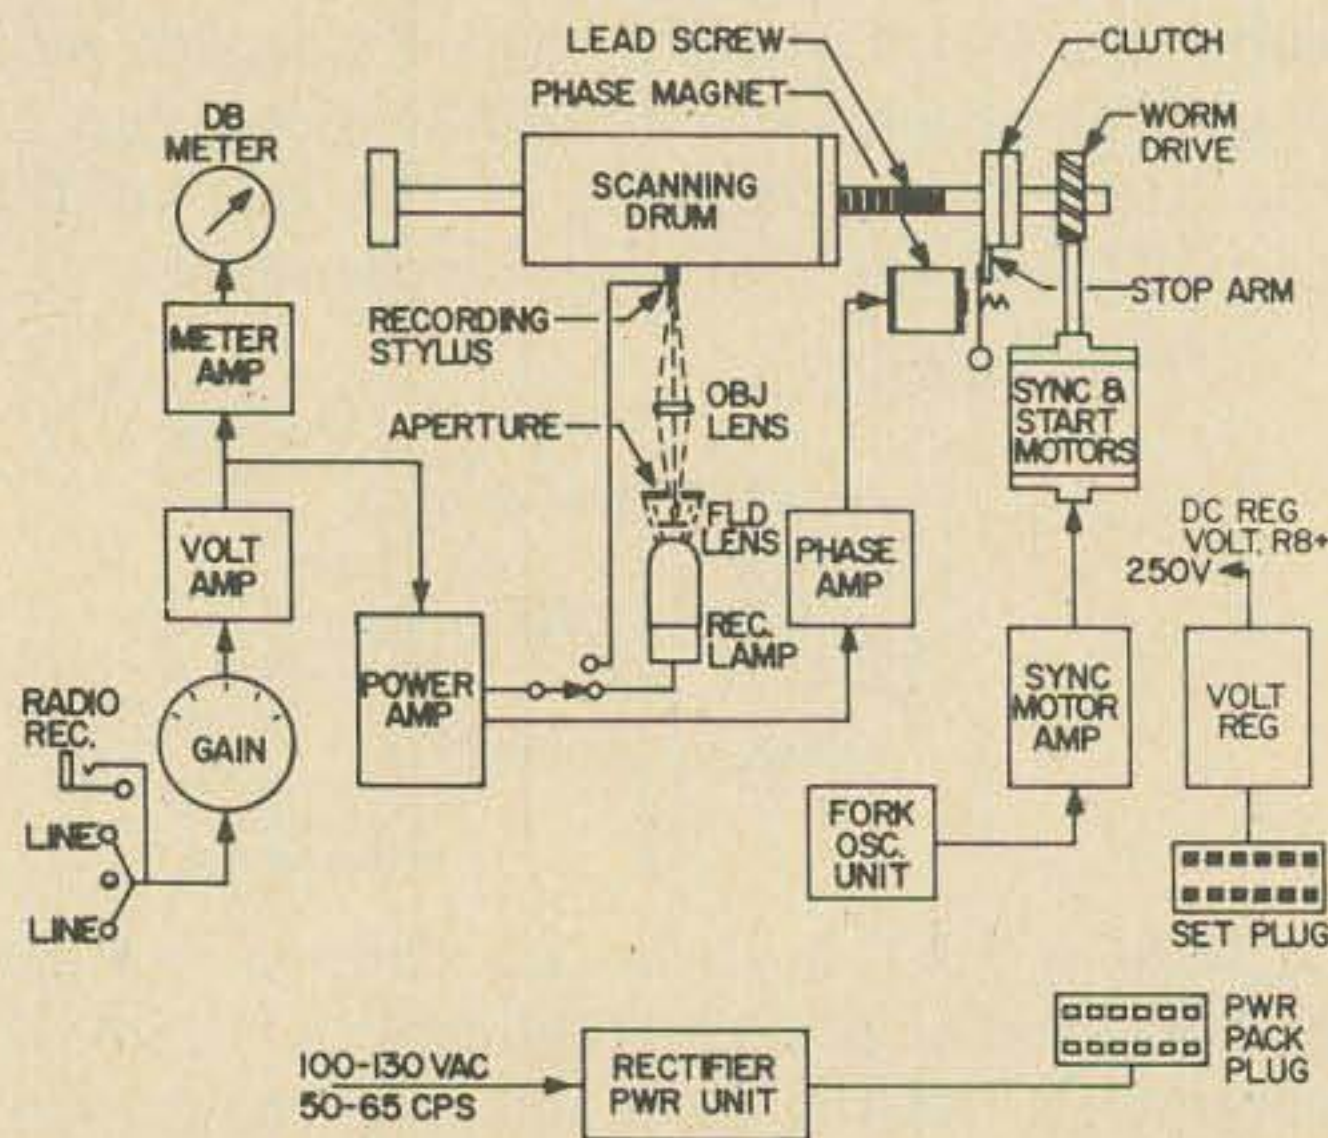 LEAD SCREW
CLUTCH
PHASE MAGNET
DB
METER
WORM
DRIVE
SCANNING
DRUM
STOP ARM
RECORDING
STYLUS
METER
AMP
OBJ
LENS
APERTURE
SYNC &
START
MOTORS
FLD
LENS
DC REG
VOLT. R8+
250V
VOLT
AMP
PHASE
AMP
REC.
LAMP
POWER
AMP
SYNC
MOTOR
AMP
VOLT
REG
RADIO
REC.
GAIN
FORK
OSC.
UNIT
LINE
LINE
SET PLUG
PWR
PACK
PLUG
100-130 VAC
50-65 CPS
RECTIFIER
PWR UNIT